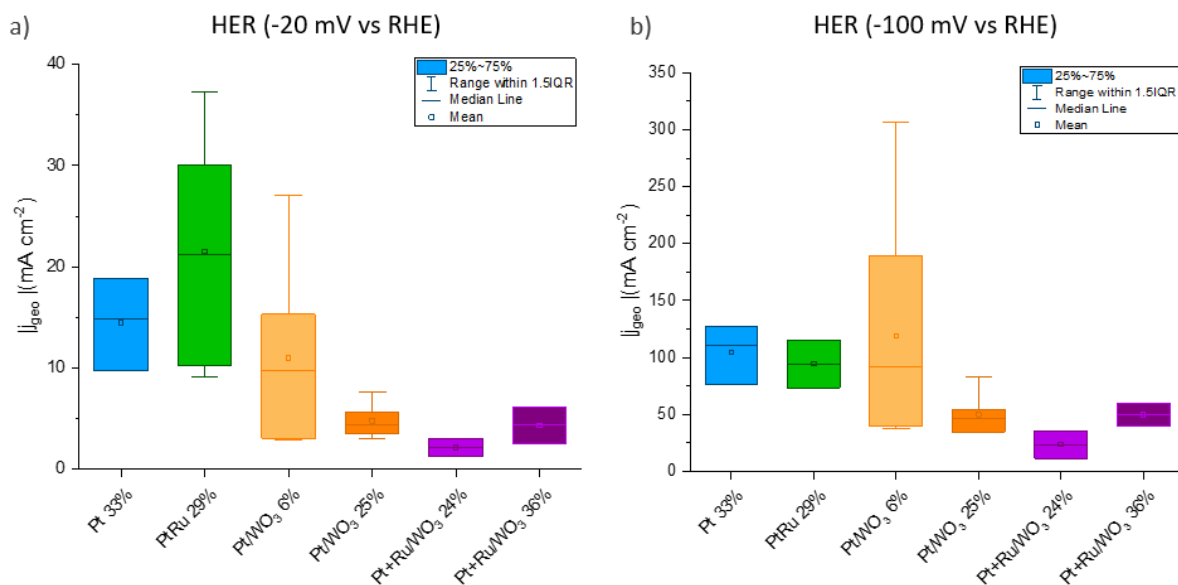 a)
HER (-20 mV vs RHE)
|j_geo |(mA cm⁻²)
40
30
20
10
0
25%~75%
Range within 1.5IQR
Median Line
Mean
Pt 33%
PtRu 29%
Pt/WO₃ 6%
Pt/WO₃ 25%
Pt+Ru/WO₃ 24%
Pt+Ru/WO₃ 36%
b)
HER (-100 mV vs RHE)
|j_geo |(mA cm⁻²)
350
300
250
200
150
100
50
0
25%~75%
Range within 1.5IQR
Median Line
Mean
Pt 33%
PtRu 29%
Pt/WO₃ 6%
Pt/WO₃ 25%
Pt+Ru/WO₃ 24%
Pt+Ru/WO₃ 36%